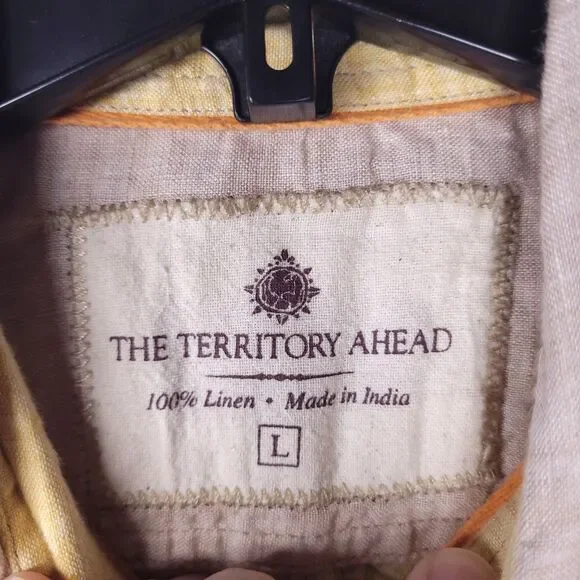 THE TERRITORY AHEAD
100% Linen • Made in India
L